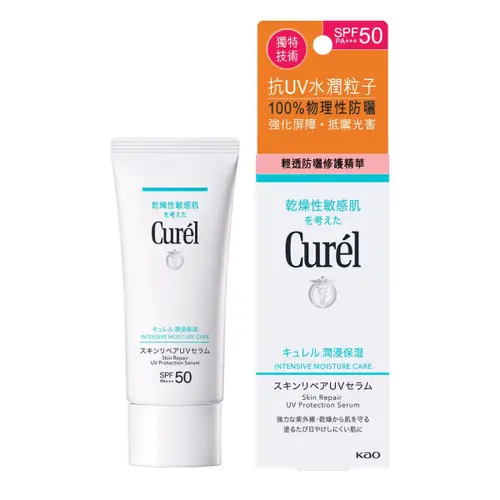 乾燥性敏感肌
を考えた
Curél
キュレル 潤浸保湿
INTENSIVE MOISTURE CARE
スキンリペアUVセラム
Skin Repair
UV Protection Serum
SPF 50
PA+++
獨特
技術
SPF 50
PA+++
抗UV水潤粒子
100%物理性防曬
強化屏障・抵禦光害
輕透防曬修護精華
乾燥性敏感肌
を考えた
Curél
キュレル 潤浸保湿
INTENSIVE MOISTURE CARE
スキンリペアUVセラム
Skin Repair
UV Protection Serum
強力な紫外線・乾燥から肌を守る
塗るたび日やけしにくい肌に
Kao